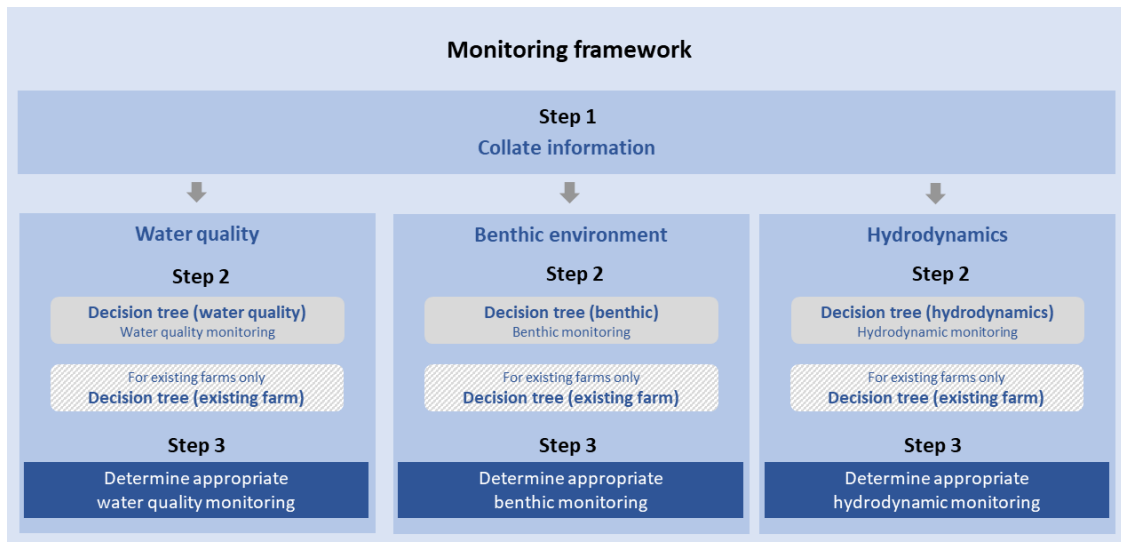 Monitoring framework
Step 1
Collate information
Water quality
Step 2
Decision tree (water quality)
Water quality monitoring
For existing farms only
Decision tree (existing farm)
Step 3
Determine appropriate
water quality monitoring
Benthic environment
Step 2
Decision tree (benthic)
Benthic monitoring
For existing farms only
Decision tree (existing farm)
Step 3
Determine appropriate
benthic monitoring
Hydrodynamics
Step 2
Decision tree (hydrodynamics)
Hydrodynamic monitoring
For existing farms only
Decision tree (existing farm)
Step 3
Determine appropriate
hydrodynamic monitoring